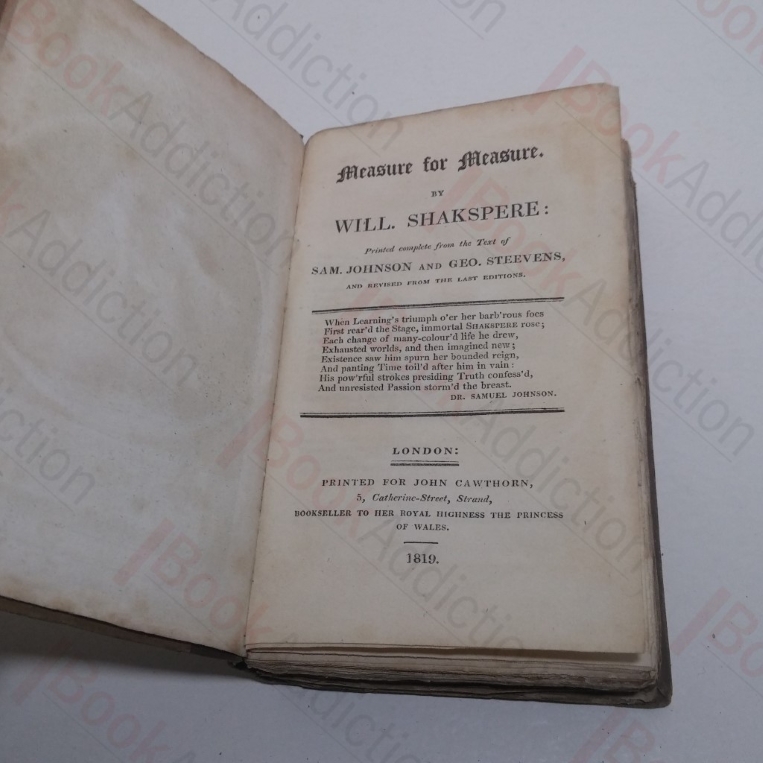 Measure for Measure.
BY
WILL. SHAKSPERE:
Printed complete from the Text of
SAM. JOHNSON AND GEO. STEEVENS,
AND REVISED FROM THE LAST EDITIONS.
When Learning's triumph o'er her barb'rous foes
First rear'd the Stage, immortal SHAKSPERE rose;
Each change of many-colour'd life he drew,
Exhausted worlds, and then imagined new;
Existence saw him spurn her bounded reign,
And panting Time toil'd after him in vain:
His pow'rful strokes presiding Truth confess'd,
And unresisted Passion storm'd the breast.
DR. SAMUEL JOHNSON.
LONDON:
PRINTED FOR JOHN CAWTHORN,
5, Catherine-Street, Strand,
BOOKSELLER TO HER ROYAL HIGHNESS THE PRINCESS
OF WALES.
1819.
BookAddiction